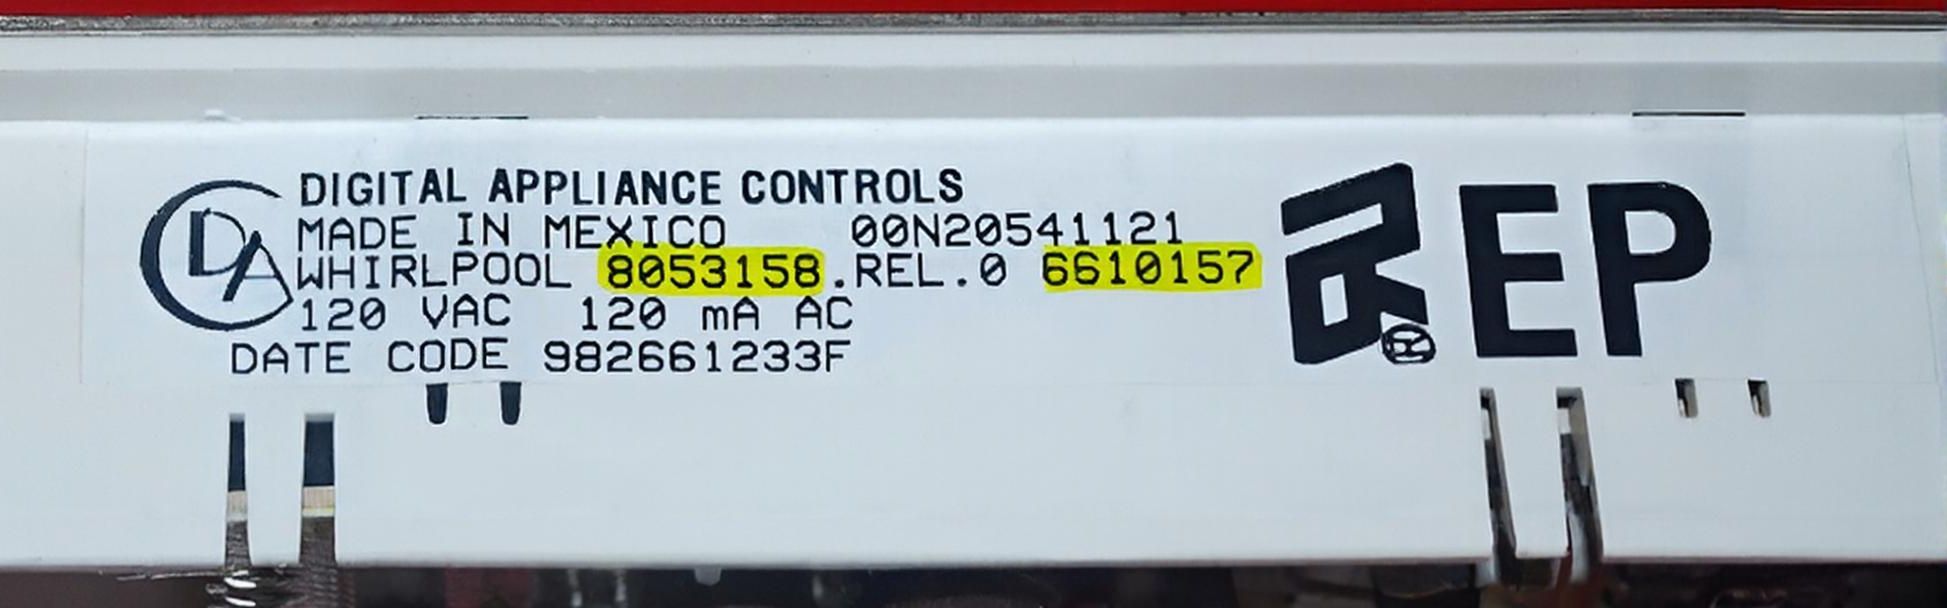 DIGITAL APPLIANCE CONTROLS
MADE IN MEXICO 00N20541121
WHIRLPOOL 8053158.REL.0 6610157
120 VAC 120 mA AC
DATE CODE 982661233F
DA
R® EP